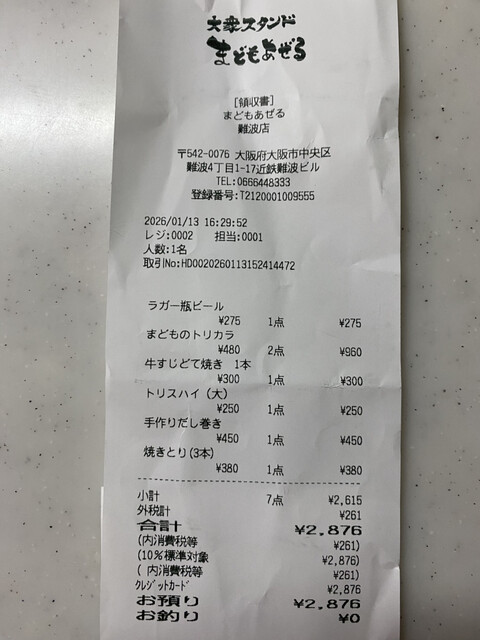 大衆スタンド
まどもあぜる
[領収書]
まどもあぜる
難波店
〒542-0076 大阪府大阪市中央区
難波4丁目1-17近鉄難波ビル
TEL:0666448333
登録番号:T2120001009555
2026/01/13 16:29:52
レジ:0002 担当:0001
人数:1名
取引No:HD0020260113152414472
ラガー瓶ビール
¥275 1点 ¥275
まどものトリカラ
¥480 2点 ¥960
牛すじどて焼き 1本
¥300 1点 ¥300
トリスハイ(大)
¥250 1点 ¥250
手作りだし巻き
¥450 1点 ¥450
焼きとり(3本)
¥380 1点 ¥380
小計 7点 ¥2,615
外税計 ¥261
合計 ¥2,876
(内消費税等 ¥261)
(10%標準対象 ¥2,876)
( 内消費税等 ¥261)
クレジットカード ¥2,876
お預り ¥2,876
お釣り ¥0